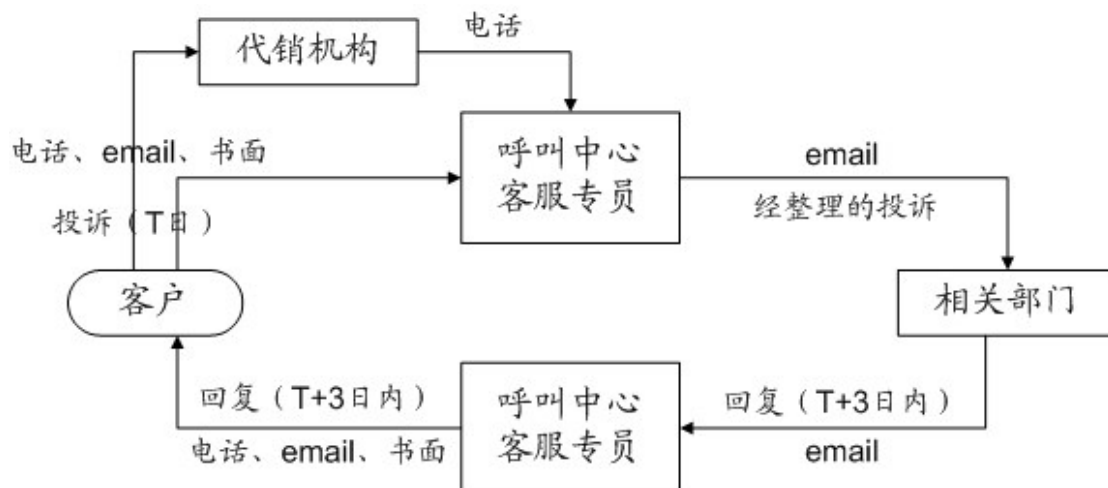 代销机构
电话
电话、email、书面
投诉（T日）
呼叫中心
客服专员
email
经整理的投诉
客户
相关部门
回复（T+3日内）
电话、email、书面
呼叫中心
客服专员
回复（T+3日内）
email